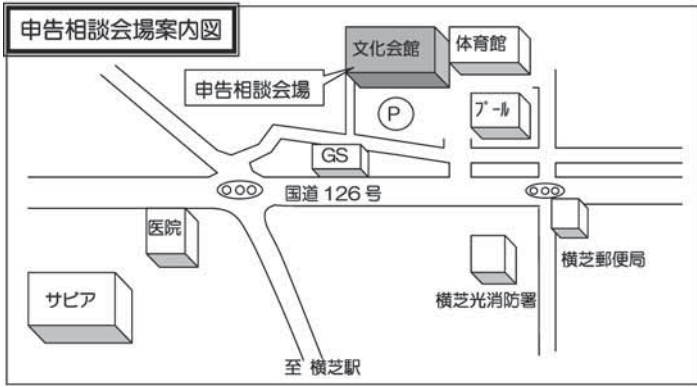 申告相談会場案内図
文化会館
体育館
申告相談会場
P
プール
GS
国道126号
医院
横芝郵便局
サピア
横芝光消防署
至 横芝駅